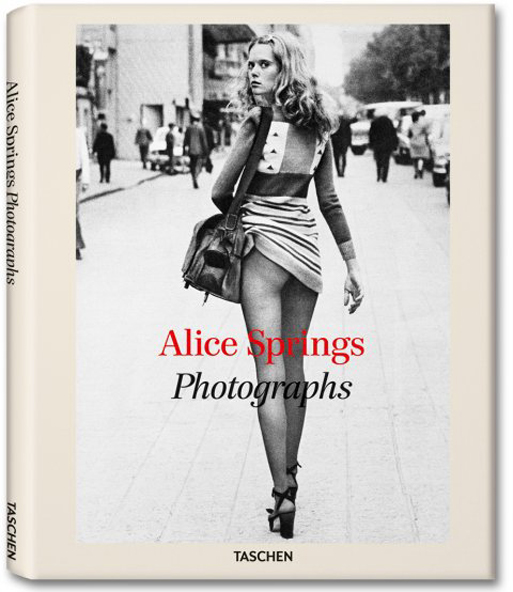 Alice Springs Photographs
TASCHEN
Alice Springs
Photographs
TASCHEN